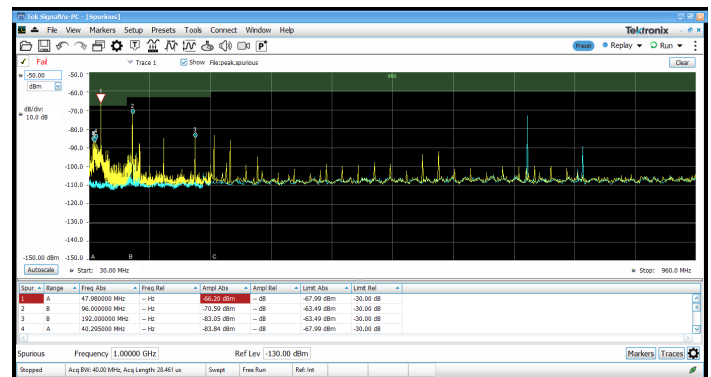 Tek SignalVu-PC - [Spurious]
File View Markers Setup Presets Tools Connect Window Help
Tektronix
Preset Replay Run
Fail Trace 1 Show File:peak.spurious Clear
-50.00 -50.0 abs
dBm
-60.0 1
dB/div: -70.0 2
10.0 dB
-80.0 3
-90.0
-100.0
-110.0
-120.0
-130.0
-140.0
-150.00 dBm -150.0 A B C
Autoscale Start: 30.00 MHz Stop: 960.0 MHz
Spur Range Freq Abs Freq Rel Ampl Abs Ampl Rel Limit Abs Limit Rel
1 A 47.980000 MHz -- Hz -66.20 dBm -- dB -67.99 dBm -30.00 dB
2 B 96.000000 MHz -- Hz -70.59 dBm -- dB -63.49 dBm -30.00 dB
3 B 192.000000 MHz -- Hz -83.05 dBm -- dB -63.49 dBm -30.00 dB
4 A 40.295000 MHz -- Hz -83.84 dBm -- dB -67.99 dBm -30.00 dB
Spurious Frequency 1.00000 GHz Ref Lev -130.00 dBm Markers Traces
Stopped Acq BW: 40.00 MHz, Acq Length: 28.461 us Swept Free Run Ref: Int